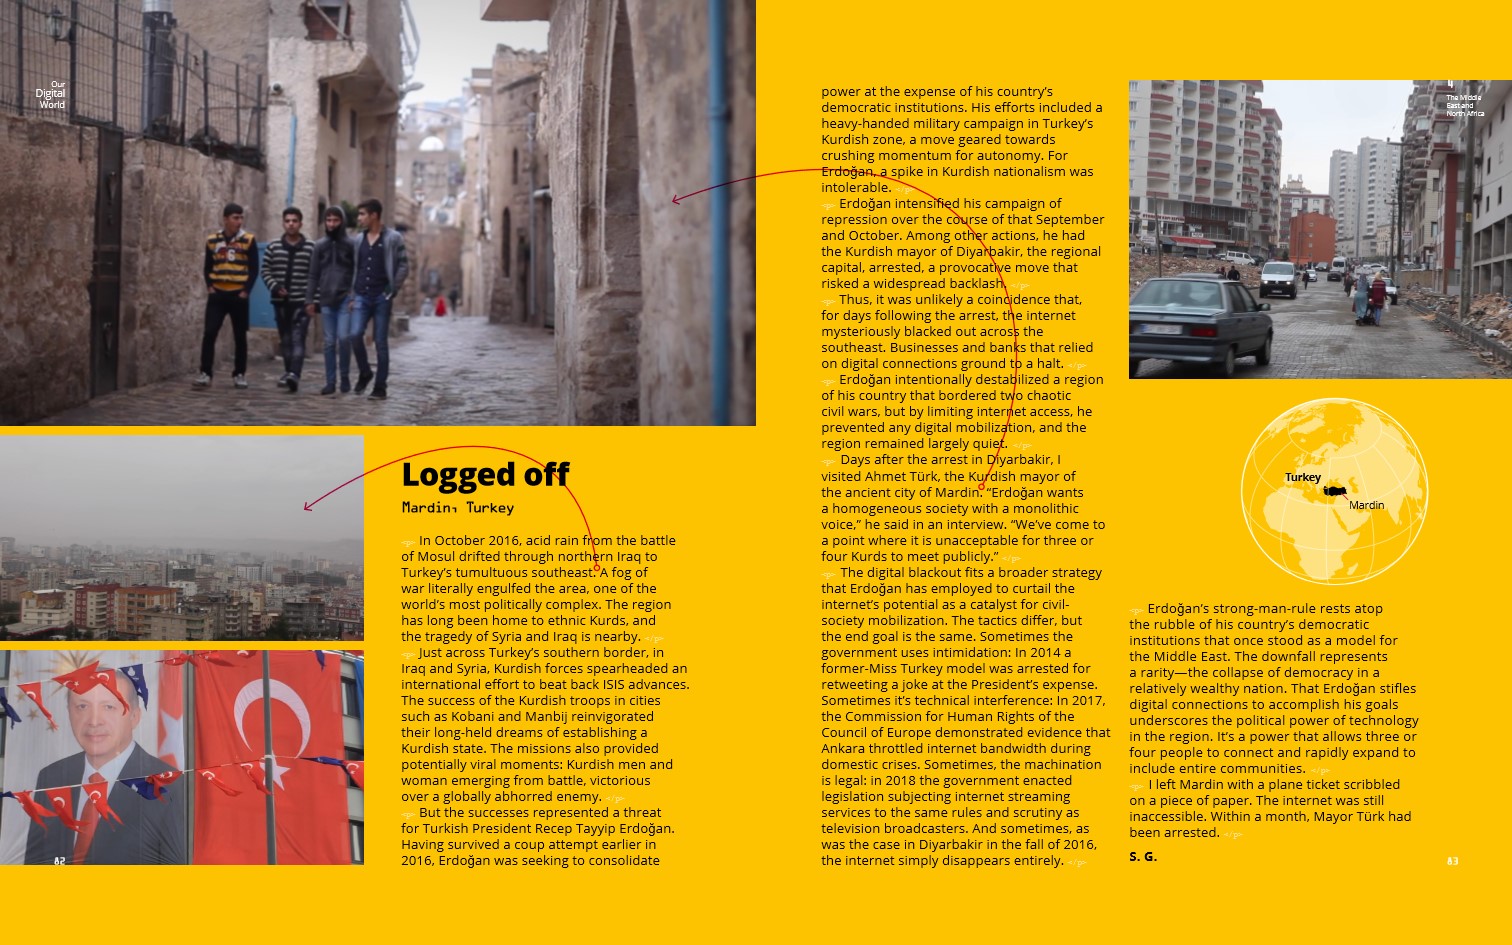 Our
Digital
World
Logged off
Mardin, Turkey
<p> In October 2016, acid rain from the battle
of Mosul drifted through northern Iraq to
Turkey’s tumultuous southeast. A fog of
war literally engulfed the area, one of the
world’s most politically complex. The region
has long been home to ethnic Kurds, and
the tragedy of Syria and Iraq is nearby. </p>
<p> Just across Turkey’s southern border, in
Iraq and Syria, Kurdish forces spearheaded an
international effort to beat back ISIS advances.
The success of the Kurdish troops in cities
such as Kobani and Manbij reinvigorated
their long-held dreams of establishing a
Kurdish state. The missions also provided
potentially viral moments: Kurdish men and
woman emerging from battle, victorious
over a globally abhorred enemy. </p>
<p> But the successes represented a threat
for Turkish President Recep Tayyip Erdoğan.
Having survived a coup attempt earlier in
2016, Erdoğan was seeking to consolidate
82
power at the expense of his country’s
democratic institutions. His efforts included a
heavy-handed military campaign in Turkey’s
Kurdish zone, a move geared towards
crushing momentum for autonomy. For
Erdoğan, a spike in Kurdish nationalism was
intolerable. </p>
<p> Erdoğan intensified his campaign of
repression over the course of that September
and October. Among other actions, he had
the Kurdish mayor of Diyarbakir, the regional
capital, arrested, a provocative move that
risked a widespread backlash. </p>
<p> Thus, it was unlikely a coincidence that,
for days following the arrest, the internet
mysteriously blacked out across the
southeast. Businesses and banks that relied
on digital connections ground to a halt. </p>
<p> Erdoğan intentionally destabilized a region
of his country that bordered two chaotic
civil wars, but by limiting internet access, he
prevented any digital mobilization, and the
region remained largely quiet. </p>
<p> Days after the arrest in Diyarbakir, I
visited Ahmet Türk, the Kurdish mayor of
the ancient city of Mardin. “Erdoğan wants
a homogeneous society with a monolithic
voice,” he said in an interview. “We’ve come to
a point where it is unacceptable for three or
four Kurds to meet publicly.” </p>
<p> The digital blackout fits a broader strategy
that Erdoğan has employed to curtail the
internet’s potential as a catalyst for civil-
society mobilization. The tactics differ, but
the end goal is the same. Sometimes the
government uses intimidation: In 2014 a
former-Miss Turkey model was arrested for
retweeting a joke at the President’s expense.
Sometimes it’s technical interference: In 2017,
the Commission for Human Rights of the
Council of Europe demonstrated evidence that
Ankara throttled internet bandwidth during
domestic crises. Sometimes, the machination
is legal: in 2018 the government enacted
legislation subjecting internet streaming
services to the same rules and scrutiny as
television broadcasters. And sometimes, as
was the case in Diyarbakir in the fall of 2016,
the internet simply disappears entirely. </p>
4
The Middle
East and
North Africa
Turkey
Mardin
<p> Erdoğan’s strong-man-rule rests atop
the rubble of his country’s democratic
institutions that once stood as a model for
the Middle East. The downfall represents
a rarity—the collapse of democracy in a
relatively wealthy nation. That Erdoğan stifles
digital connections to accomplish his goals
underscores the political power of technology
in the region. It’s a power that allows three or
four people to connect and rapidly expand to
include entire communities. </p>
<p> I left Mardin with a plane ticket scribbled
on a piece of paper. The internet was still
inaccessible. Within a month, Mayor Türk had
been arrested. </p>
S. G.
83